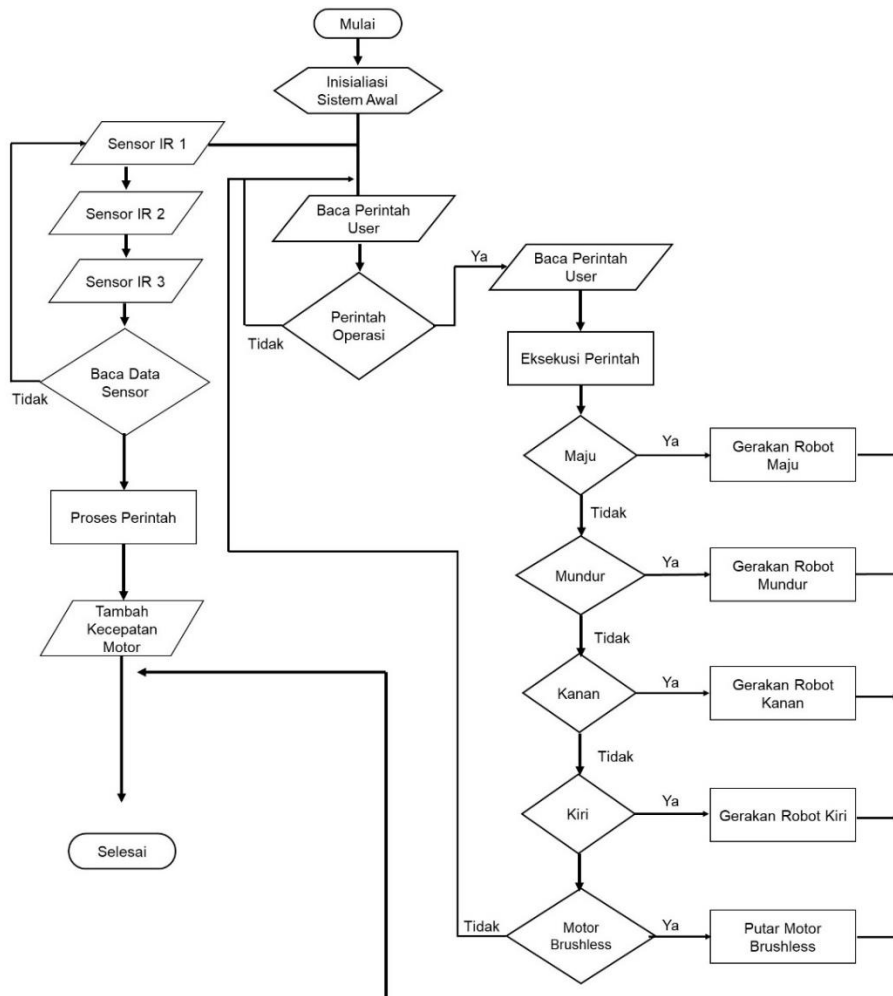 Mulai
Inisialiasi
Sistem Awal
Sensor IR 1
Sensor IR 2
Sensor IR 3
Baca Data
Sensor
Tidak
Proses Perintah
Tambah
Kecepatan
Motor
Selesai
Baca Perintah
User
Perintah
Operasi
Tidak
Ya
Baca Perintah
User
Eksekusi Perintah
Maju
Ya
Gerakan Robot
Maju
Tidak
Mundur
Ya
Gerakan Robot
Mundur
Tidak
Kanan
Ya
Gerakan Robot
Kanan
Tidak
Kiri
Ya
Gerakan Robot Kiri
Motor
Brushless
Tidak
Ya
Putar Motor
Brushless